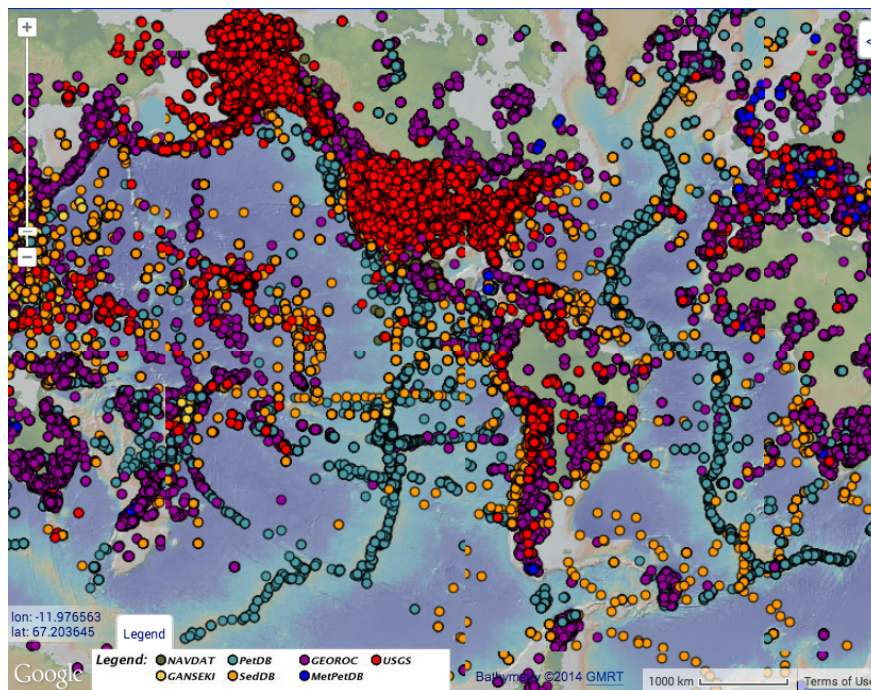 +
<
−
lon: -11.976563
lat: 67.203645
Legend
Legend: NAVDAT PetDB GEOROC USGS
GANSEKI SedDB MetPetDB
Google
Bathymetry ©2014 GMRT
1000 km
Terms of Use